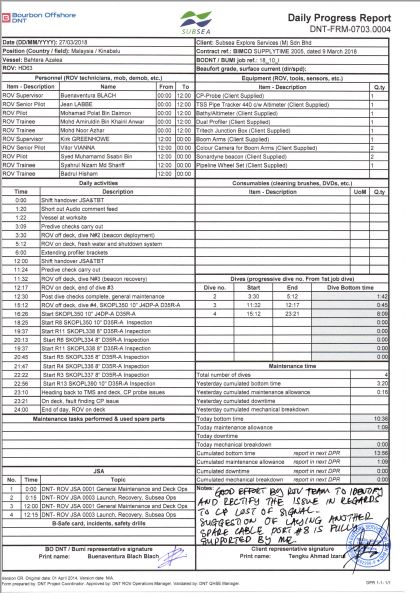 Bourbon Offshore
DNT
SUBSEA
Daily Progress Report
DNT-FRM-0703.0004
Date (DD/MM/YYYY): 27/03/2018
Client: Subsea Explore Services (M) Sdn Bhd
Position (Country / field): Malaysia / Kinabalu
Contract ref: BIMCO SUPPLYTIME 2005, dated 9 March 2018
Vessel: Bahtera Azalea
BODNT / BUMI job ref.: 18_10_I
ROV: HD63
Beaufort grade, surface current (dir/spd):
Personnel (ROV technicians, mob, demob, etc.)
Equipment (ROV, tools, sensors, etc.)
Item - Description Name From To
Item - Description Q.ty
ROV Supervisor Buenaventura BLACH 00:00 12:00
CP-Probe (Client Supplied) 1
ROV Senior Pilot Jean LABBE 00:00 12:00
TSS Pipe Tracker 440 c/w Altimeter (Client Supplied) 1
ROV Pilot Mohamad Polat Bin Daimon 00:00 12:00
Bathy/Altimeter (Client Supplied) 1
ROV Trainee Mohd Amiruddin Bin Khairil Anwar 00:00 12:00
Dual Profiler (Client Supplied) 1
ROV Trainee Mohd Noor Azhar 00:00 12:00
Tritech Junction Box (Client Supplied) 1
ROV Supervisor Kirk GREENHOWE 12:00 00:00
Boom Arms (Client Supplied) 2
ROV Senior Pilot Vitor VIANNA 12:00 00:00
Colour Camera for Boom Arms (Client Supplied) 2
ROV Pilot Syed Muhamamd Ssabri Bin 12:00 00:00
Sonardyne beacon (Client Supplied) 2
ROV Trainee Syahrul Nizam Md Shariff 12:00 00:00
Pipeline Wheel Set (Client Supplied) 1
ROV Trainee Badrul Hisham 12:00 00:00
Daily activities
Consumables (cleaning brushes, DVDs, etc.)
Time Description
Item - Description UoM Q.ty
0:00 Shift handover JSA&TBT
1:20 Short out Audio comment feed
1:22 Vessel at worksite
3:09 Predive checks carry out
3:30 ROV off deck, dive N#2 (beacon deployment)
5:12 ROV on deck, fresh water and shutdown system
6:00 Extending profiler brackets
12:00 Shift handover JSA&TBT
11:24 Predive check carry out
11:32 ROV off deck, dive N#3 (beacon recovery)
Dives (progressive dive no. From 1st job dive)
12:17 ROV on deck, end of dive #3
Dive no. Start End Dive Bottom time
12:30 Post dive checks complete, general maintenance
2 3:30 5:12 1:42
15:12 ROV off deck, dive #4, SKOPL350 10" J4DP-A D35R-A
3 11:32 12:17 0:45
16:26 Start SKOPL350 10" J4DP-A D35R-A
4 15:12 23:21 8:09
18:25 Start R8 SKOPL350 10" D35R-A Inspection
19:37 Start R11 SKOPL338 8" D35R-A Inspection
20:13 Start R6 SKOPL334 8" D35R-A Inspection
19:37 Start R11 SKOPL338 8" D35R-A Inspection
20:45 Start R5 SKOPL335 8" D35R-A Inspection
21:47 Start R4 SKOPL336 8" D35R-A Inspection
Maintenance time
22:22 Start R3 SKOPL337 8" D35R-A Inspection
Total number of dives 4
22:56 Start R13 SKOPL390 10" D35R-A Inspection
Yesterday cumulated bottom time 3:20
23:10 Heading back to TMS and deck, CP probe issues
Yesterday cumulated maintenance allowance 0:16
23:21 On deck, fault finding CP issue
Yesterday cumulated downtime
24:00 End of day, ROV on deck
Yesterday cumulated mechanical breakdown
Maintenance tasks performed & used spare parts
Today bottom time 10:36
Today maintenance allowance 1:09
Today downtime
Today mechanical breakdown 0:00
Cumulated bottom time report in next DPR 13:56
Cumulated maintenance allowance report in next DPR 1:09
Cumulated downtime report in next DPR
JSA
Cumulated mechanical breakdown report in next DPR 0:00
No. Time Topic
Notes:
1 0:00 DNT- ROV JSA 0001 General Maintenance and Deck Ops
2 0:15 DNT- ROV JSA 0003 Launch, Recovery, Subsea Ops
3 12:00 DNT- ROV JSA 0001 General Maintenance and Deck Ops
4 12:15 DNT- ROV JSA 0003 Launch, Recovery, Subsea Ops
GOOD EFFORT BY ROV TEAM TO IDENTIFY
AND RECTIFY THE ISSUE IN REGARDS
TO CP LOST OF SIGNAL.
SUGGESTION OF LAYING ANOTHER
SPARE CABLE PORT #8 IS FULLY
SUPPORTED BY ME.
B-Safe card, incidents, safety drills
BO DNT / Bumi representative signature
Client representative signature
Print name: Buenaventura Blach Blach
Print name: Tengku Ahmad Izarul
Version CR. Original date: 01 April 2014. Version date: N/A.
Form prepared by: DNT Project Coordinator. Approved by: DNT ROV Operations Manager. Validated by: DNT QHSE Manager.
DPR 1-1- 1/1